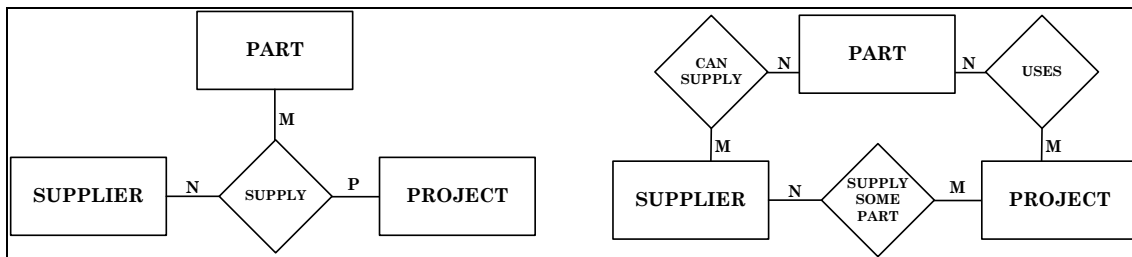 PART
M
SUPPLIER
N
SUPPLY
P
PROJECT
CAN
SUPPLY
N
PART
N
USES
M
M
SUPPLIER
N
SUPPLY
SOME
PART
M
PROJECT